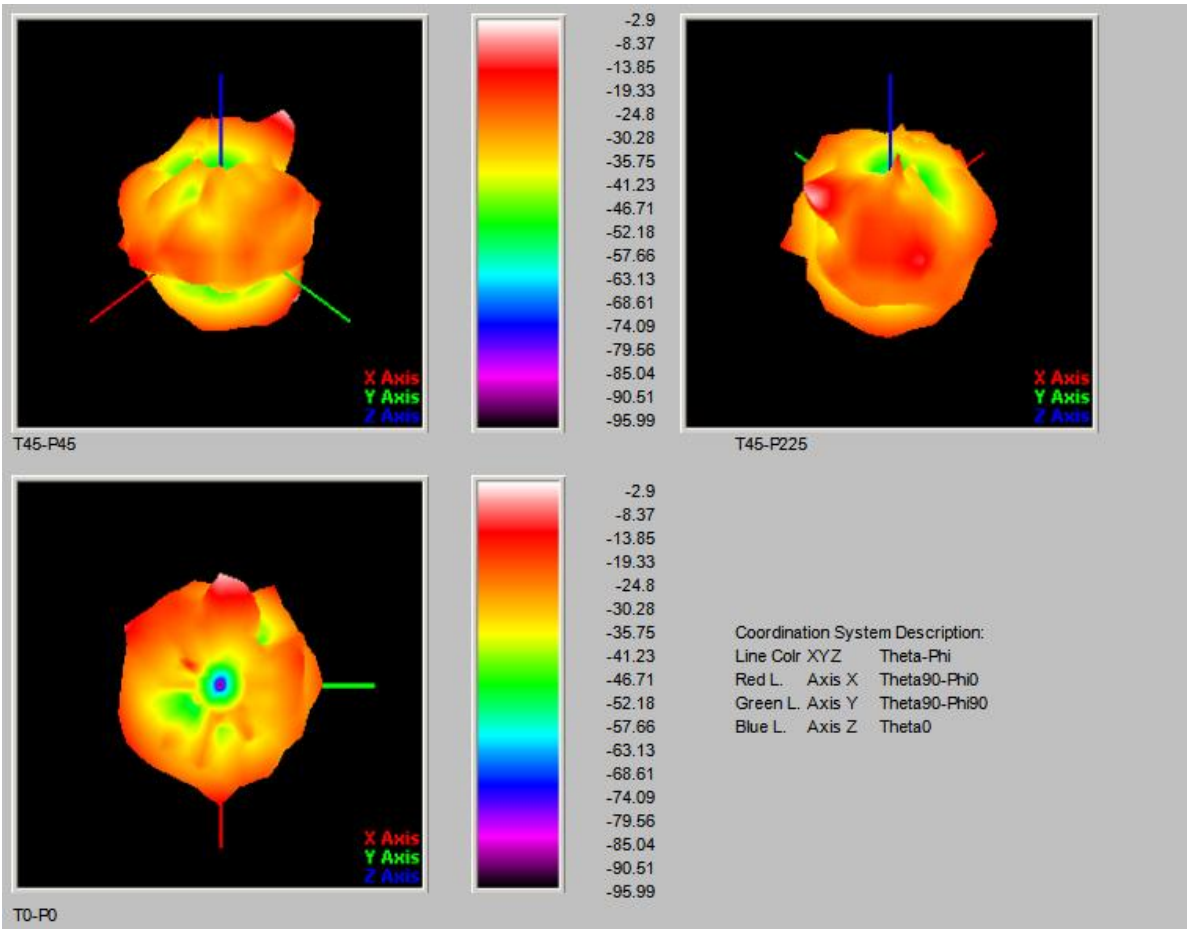 -2.9
-8.37
-13.85
-19.33
-24.8
-30.28
-35.75
-41.23
-46.71
-52.18
-57.66
-63.13
-68.61
-74.09
-79.56
-85.04
-90.51
-95.99
X Axis
Y Axis
Z Axis
X Axis
Y Axis
Z Axis
T45-P45
T45-P225
-2.9
-8.37
-13.85
-19.33
-24.8
-30.28
-35.75
-41.23
-46.71
-52.18
-57.66
-63.13
-68.61
-74.09
-79.56
-85.04
-90.51
-95.99
Coordination System Description:
Line Colr XYZ Theta-Phi
Red L. Axis X Theta90-Phi0
Green L. Axis Y Theta90-Phi90
Blue L. Axis Z Theta0
X Axis
Y Axis
Z Axis
T0-P0